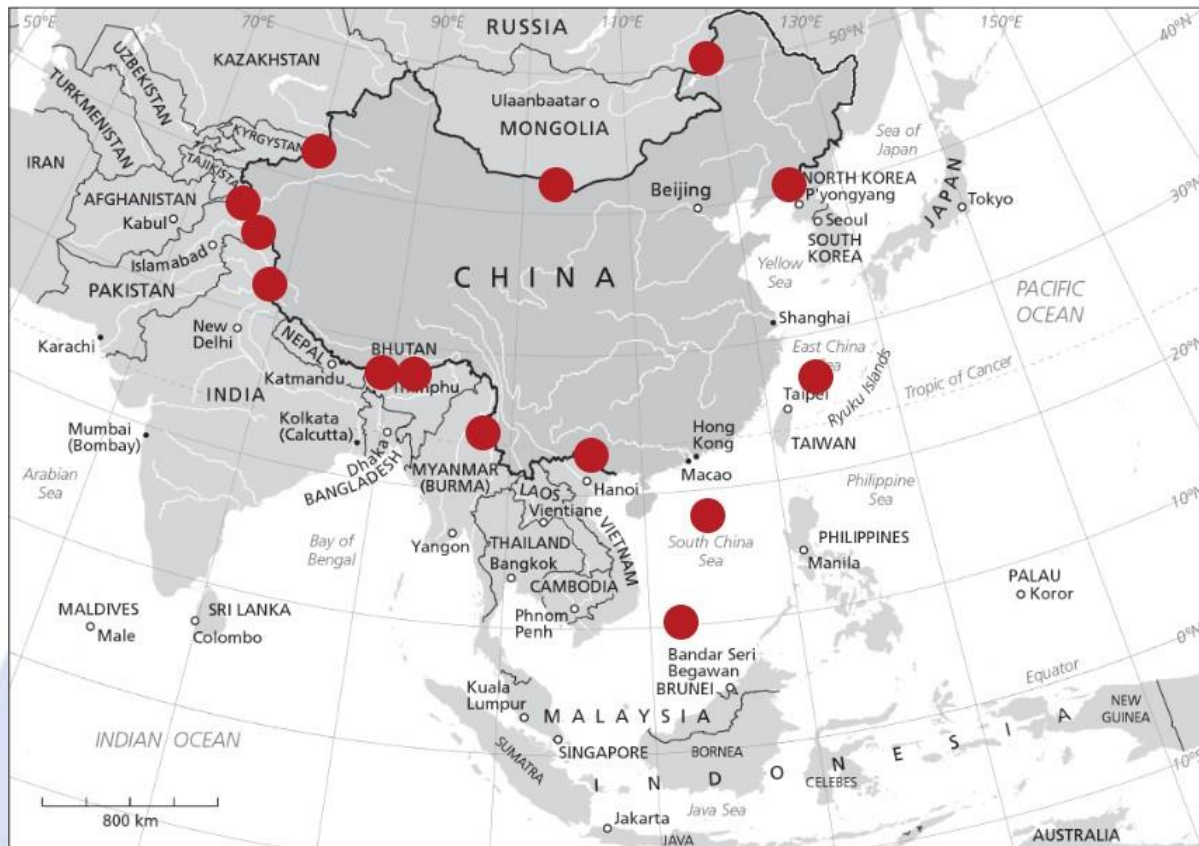 50°E
70°E
90°E
110°E
130°E
50°N
150°E
40°N
RUSSIA
KAZAKHSTAN
UZBEKISTAN
TURKMENISTAN
Ulaanbaatar
MONGOLIA
Sea of
Japan
KYRGYSTAN
TAJIKISTA
IRAN
AFGHANISTAN
Kabul
Beijing
NORTH KOREA
P'yongyang
Seoul
SOUTH
KOREA
JAPAN
Tokyo
30°N
Islamabad
PAKISTAN
CHINA
Yellow
Sea
PACIFIC
OCEAN
Shanghai
Karachi
New
Delhi
NEPAL
BHUTAN
East China
20°N
Katmandu
Thimphu
Taipei
Ryuku Islands
Tropic of Cancer
INDIA
Mumbai
(Bombay)
Kolkata
(Calcutta)
Dhaka
BANGLADESH
Hong
Kong
Macao
TAIWAN
Arabian
Sea
MYANMAR
(BURMA)
LAOS
Hanoi
Philippine
Sea
10°N
Vientiane
VIETNAM
Bay of
Bengal
Yangon
THAILAND
Bangkok
South China
Sea
PHILIPPINES
Manila
CAMBODIA
PALAU
Koror
MALDIVES
Male
SRI LANKA
Colombo
Phnom
Penh
0°N
Bandar Seri
Begawan
BRUNEI
Equator
Kuala
Lumpur
MALAYSIA
NEW
GUINEA
INDIAN OCEAN
SINGAPORE
BORNEA
SUMATRA
INDONESIA
CELEBES
10°S
800 km
Java Sea
Jakarta
JAVA
AUSTRALIA